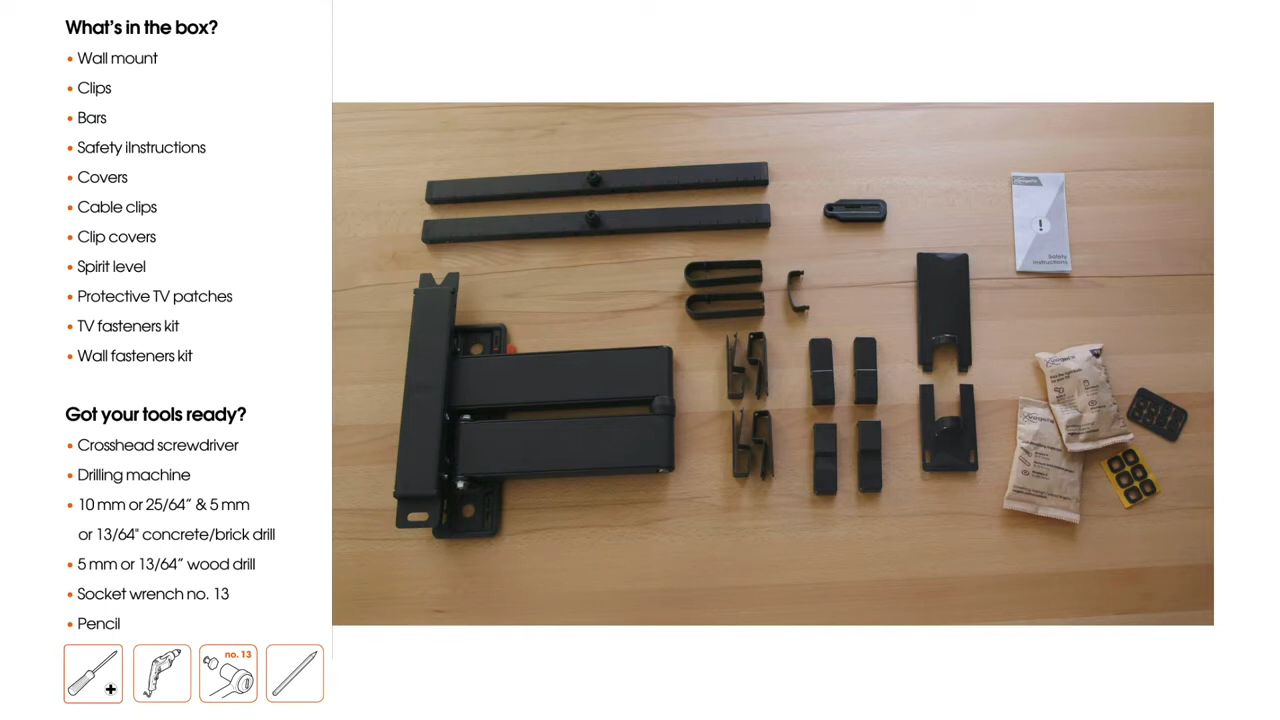 What's in the box?
• Wall mount
• Clips
• Bars
• Safety iInstructions
• Covers
• Cable clips
• Clip covers
• Spirit level
• Protective TV patches
• TV fasteners kit
• Wall fasteners kit
Got your tools ready?
• Crosshead screwdriver
• Drilling machine
• 10 mm or 25/64” & 5 mm
or 13/64" concrete/brick drill
• 5 mm or 13/64” wood drill
• Socket wrench no. 13
• Pencil
no. 13
!
Safety
Instructions